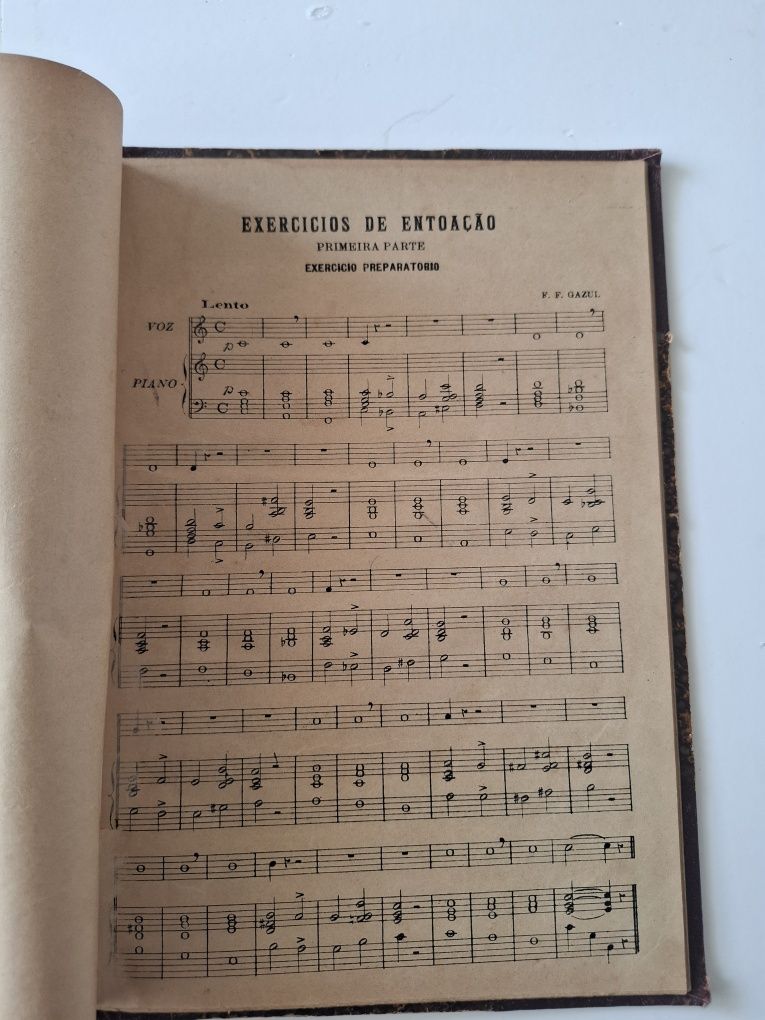 EXERCICIOS DE ENTOAÇÃO
PRIMEIRA PARTE
EXERCICIO PREPARATORIO
F. F. GAZUL
Lento
VOZ
p
PIANO
p